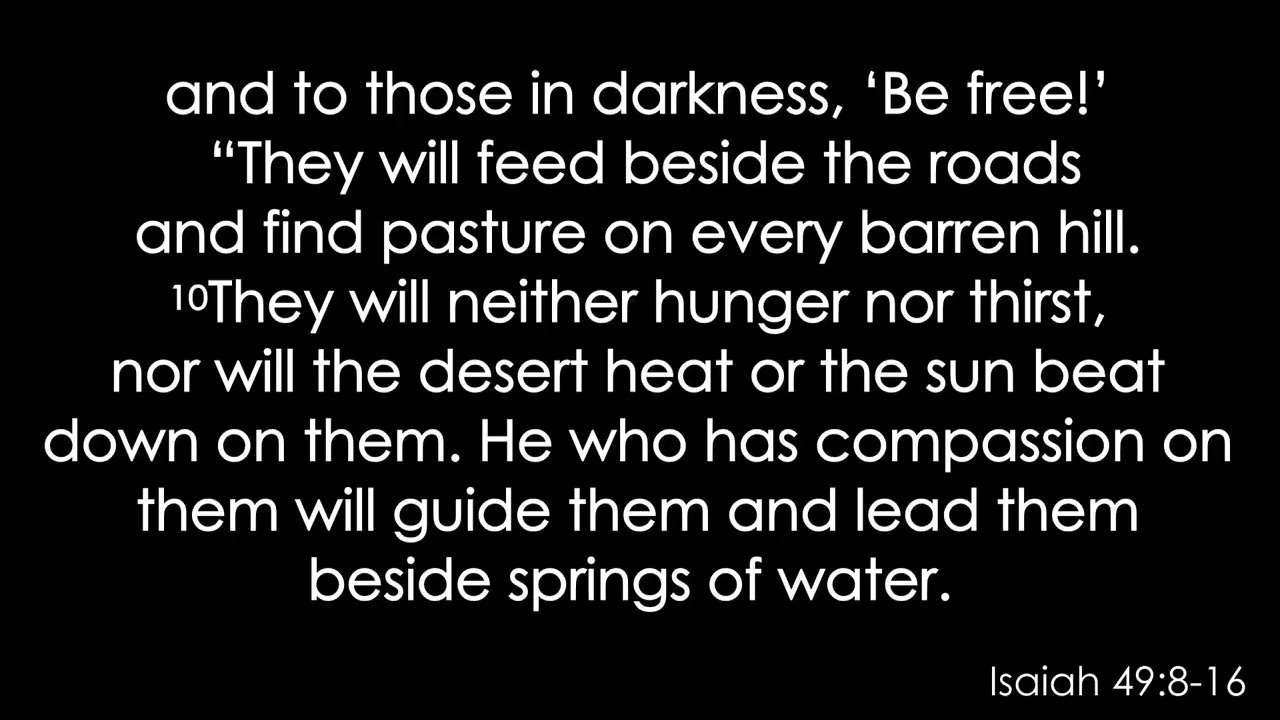 and to those in darkness, ‘Be free!’
“They will feed beside the roads
and find pasture on every barren hill.
10They will neither hunger nor thirst,
nor will the desert heat or the sun beat
down on them. He who has compassion on
them will guide them and lead them
beside springs of water.
Isaiah 49:8-16